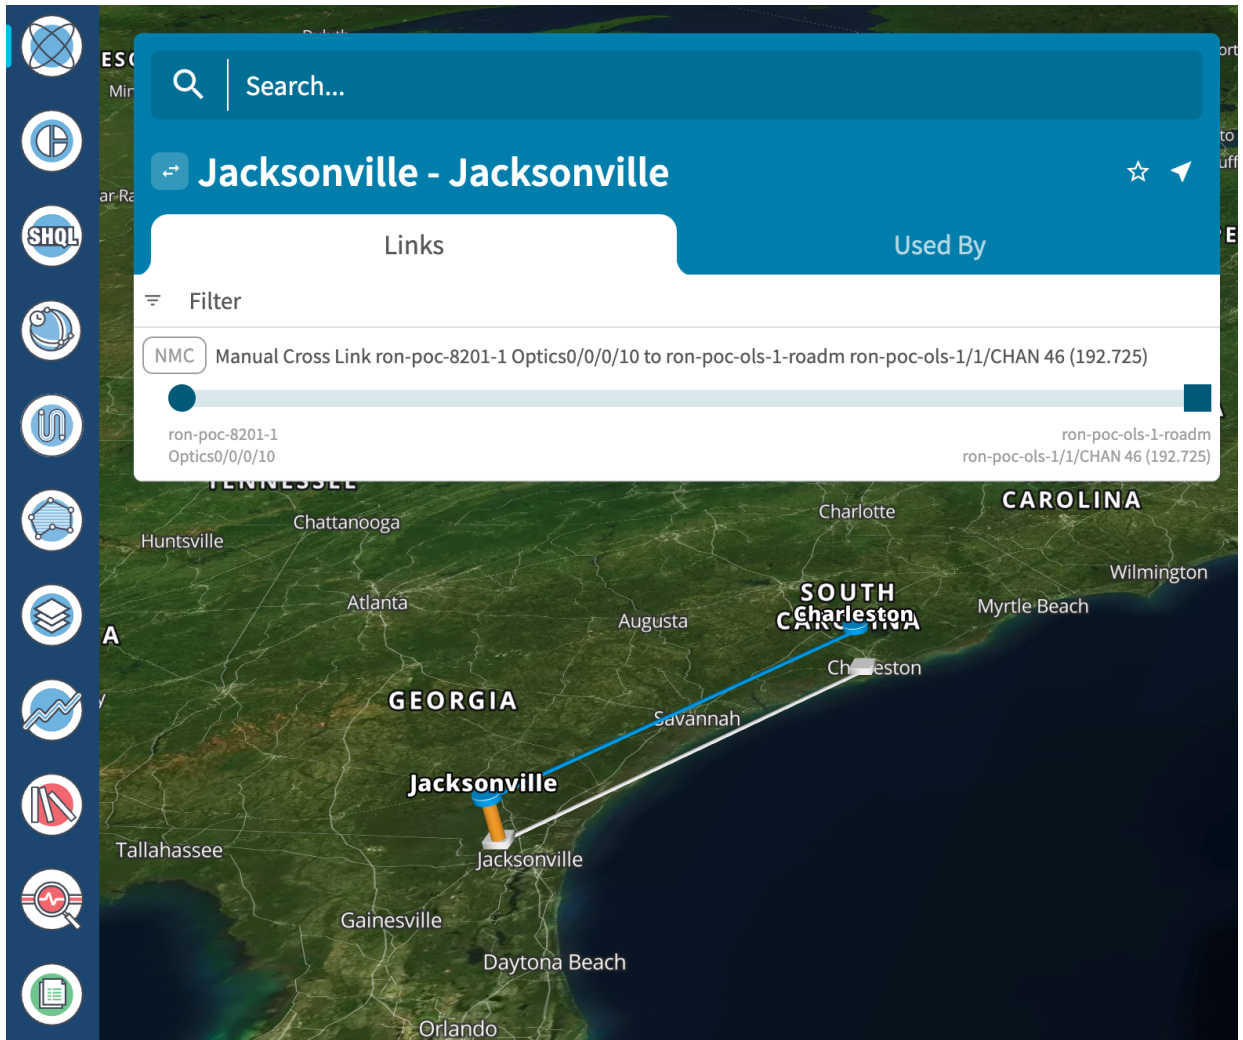 Search...
Jacksonville - Jacksonville
Links
Used By
Filter
NMC
Manual Cross Link ron-poc-8201-1 Optics0/0/0/10 to ron-poc-ols-1-roadm ron-poc-ols-1/1/CHAN 46 (192.725)
ron-poc-8201-1
ron-poc-ols-1-roadm
Optics0/0/0/10
ron-poc-ols-1/1/CHAN 46 (192.725)
SHQL
TENNESSEE
CAROLINA
Charlotte
Chattanooga
Huntsville
Wilmington
SOUTH
Atlanta
Myrtle Beach
Charleston
Augusta
CAROLINA
Charleston
GEORGIA
Savannah
Jacksonville
Tallahassee
Jacksonville
Gainesville
Daytona Beach
Orlando